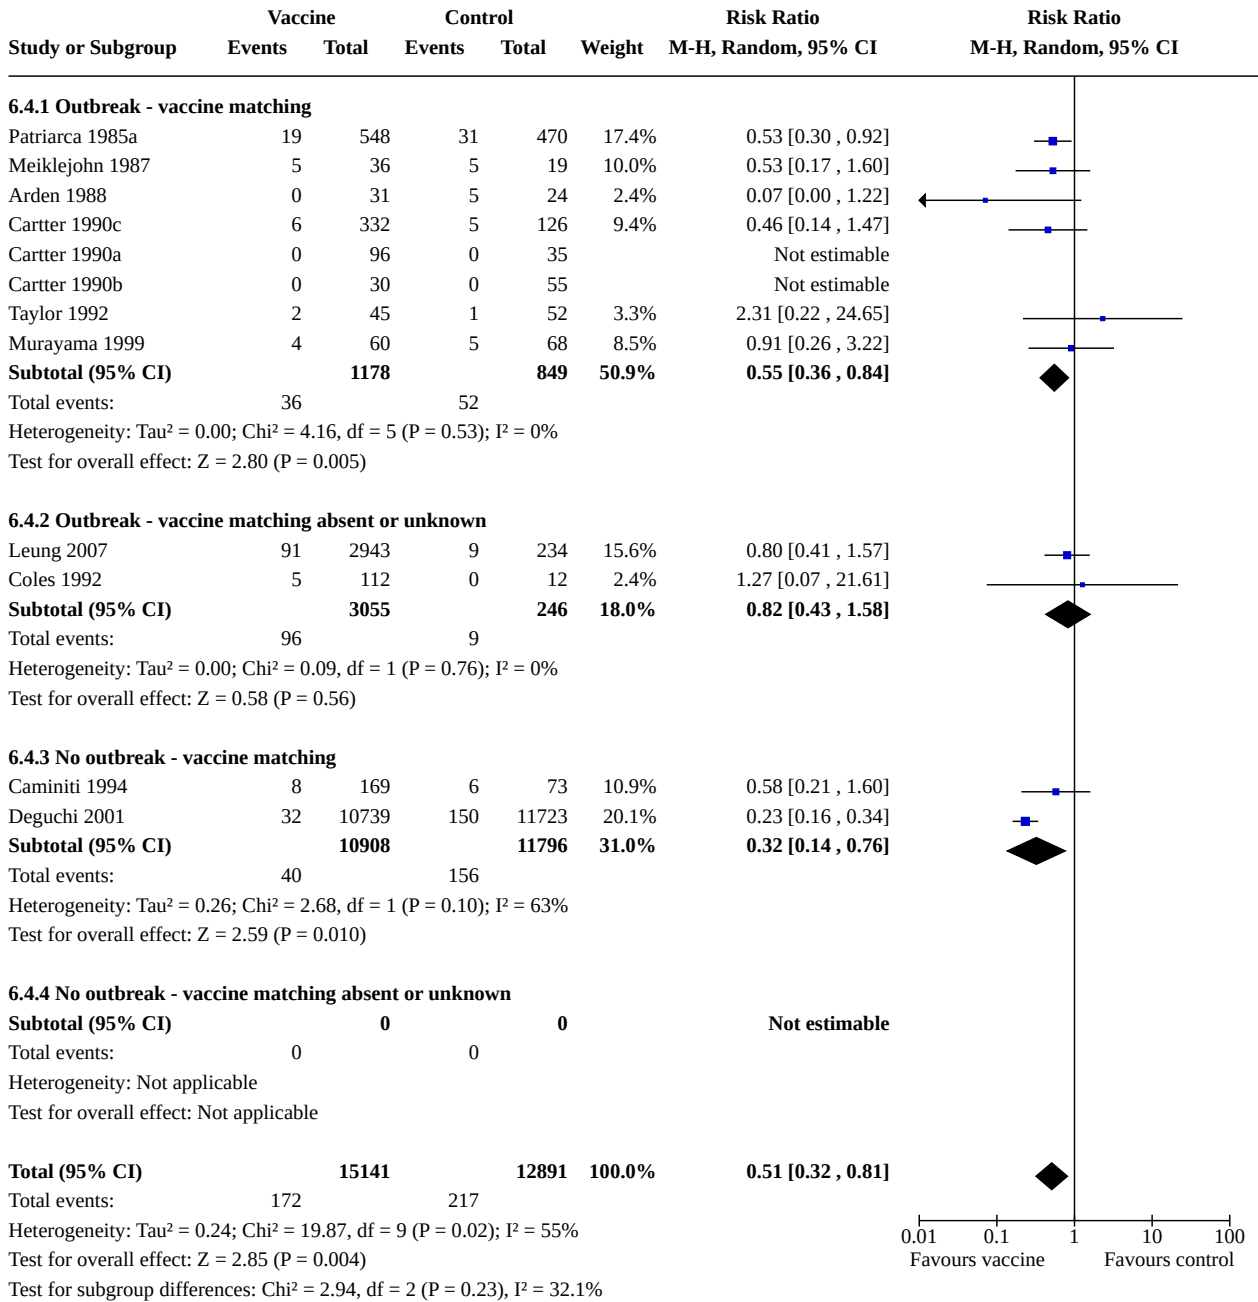 Vaccine Control Risk Ratio Risk Ratio
Study or Subgroup Events Total Events Total Weight M-H, Random, 95% CI M-H, Random, 95% CI
6.4.1 Outbreak - vaccine matching
Patriarca 1985a 19 548 31 470 17.4% 0.53 [0.30 , 0.92]
Meiklejohn 1987 5 36 5 19 10.0% 0.53 [0.17 , 1.60]
Arden 1988 0 31 5 24 2.4% 0.07 [0.00 , 1.22]
Cartter 1990c 6 332 5 126 9.4% 0.46 [0.14 , 1.47]
Cartter 1990a 0 96 0 35 Not estimable
Cartter 1990b 0 30 0 55 Not estimable
Taylor 1992 2 45 1 52 3.3% 2.31 [0.22 , 24.65]
Murayama 1999 4 60 5 68 8.5% 0.91 [0.26 , 3.22]
Subtotal (95% CI) 1178 849 50.9% 0.55 [0.36 , 0.84]
Total events: 36 52
Heterogeneity: Tau² = 0.00; Chi² = 4.16, df = 5 (P = 0.53); I² = 0%
Test for overall effect: Z = 2.80 (P = 0.005)
6.4.2 Outbreak - vaccine matching absent or unknown
Leung 2007 91 2943 9 234 15.6% 0.80 [0.41 , 1.57]
Coles 1992 5 112 0 12 2.4% 1.27 [0.07 , 21.61]
Subtotal (95% CI) 3055 246 18.0% 0.82 [0.43 , 1.58]
Total events: 96 9
Heterogeneity: Tau² = 0.00; Chi² = 0.09, df = 1 (P = 0.76); I² = 0%
Test for overall effect: Z = 0.58 (P = 0.56)
6.4.3 No outbreak - vaccine matching
Caminiti 1994 8 169 6 73 10.9% 0.58 [0.21 , 1.60]
Deguchi 2001 32 10739 150 11723 20.1% 0.23 [0.16 , 0.34]
Subtotal (95% CI) 10908 11796 31.0% 0.32 [0.14 , 0.76]
Total events: 40 156
Heterogeneity: Tau² = 0.26; Chi² = 2.68, df = 1 (P = 0.10); I² = 63%
Test for overall effect: Z = 2.59 (P = 0.010)
6.4.4 No outbreak - vaccine matching absent or unknown
Subtotal (95% CI) 0 0 Not estimable
Total events: 0 0
Heterogeneity: Not applicable
Test for overall effect: Not applicable
Total (95% CI) 15141 12891 100.0% 0.51 [0.32 , 0.81]
Total events: 172 217
Heterogeneity: Tau² = 0.24; Chi² = 19.87, df = 9 (P = 0.02); I² = 55%
0.01 0.1 1 10 100
Test for overall effect: Z = 2.85 (P = 0.004) Favours vaccine Favours control
Test for subgroup differences: Chi² = 2.94, df = 2 (P = 0.23), I² = 32.1%